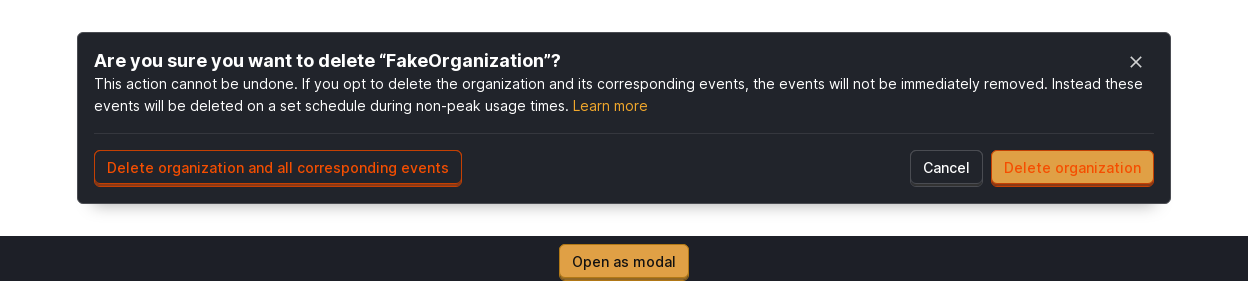 Are you sure you want to delete “FakeOrganization”?
This action cannot be undone. If you opt to delete the organization and its corresponding events, the events will not be immediately removed. Instead these
events will be deleted on a set schedule during non-peak usage times. Learn more
Delete organization and all corresponding events
Cancel
Delete organization
Open as modal